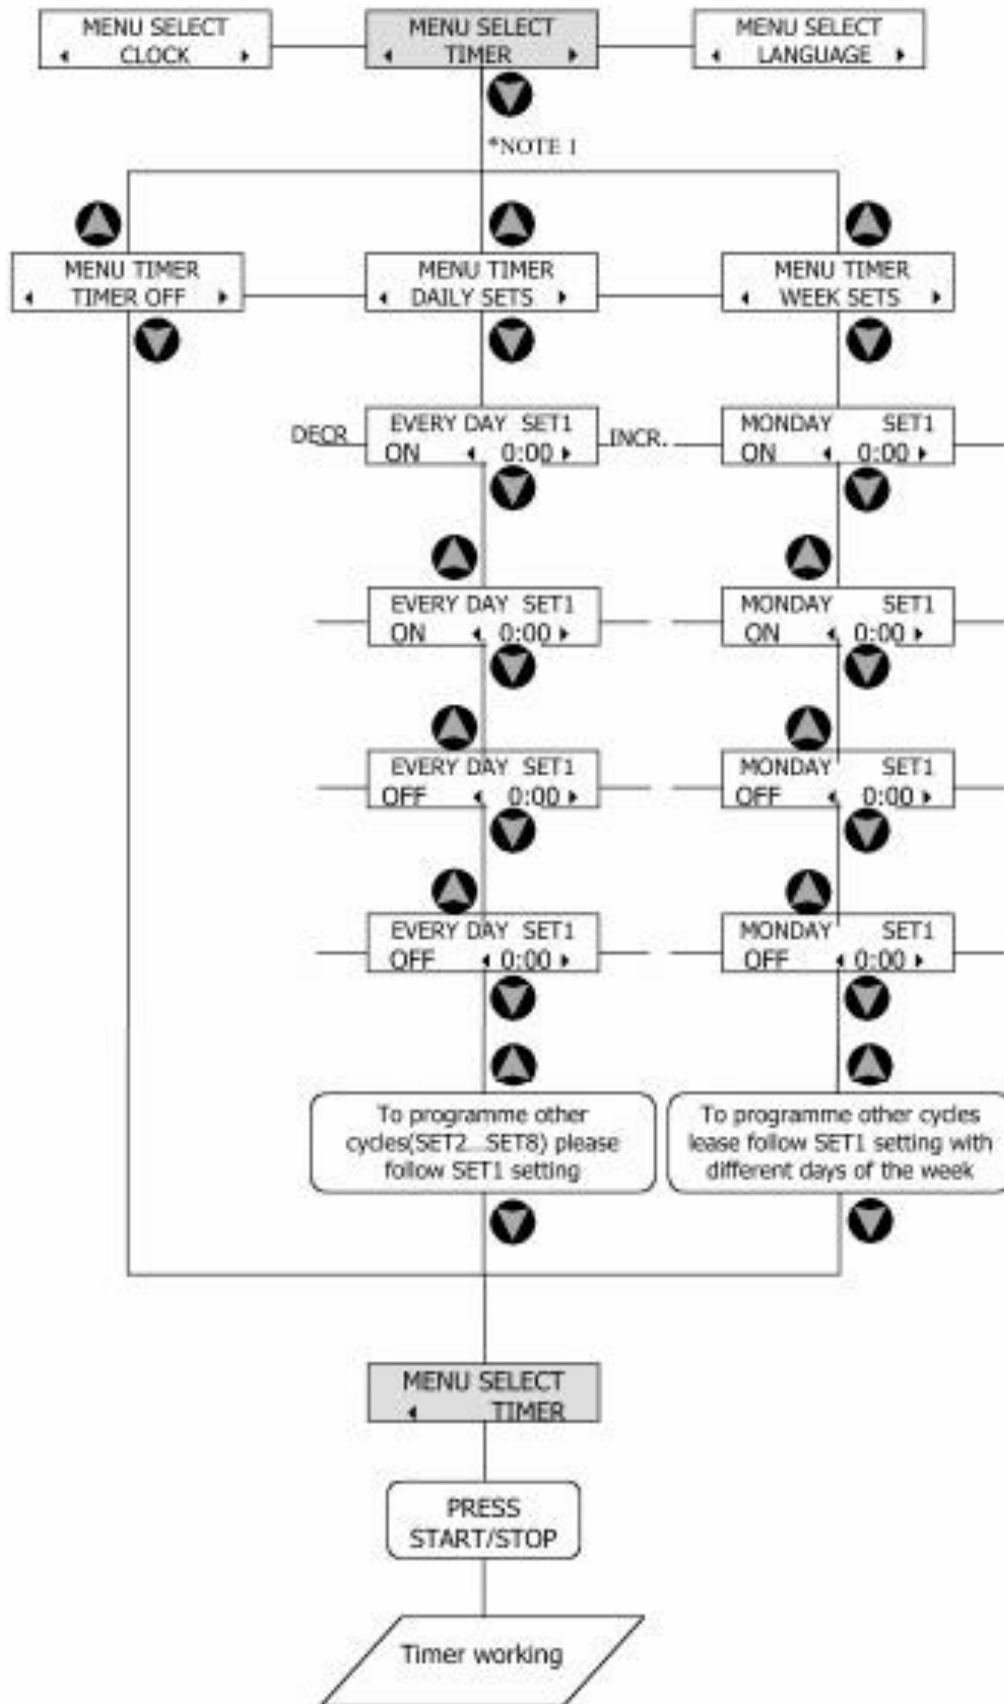 MENU SELECT
CLOCK
MENU SELECT
TIMER
MENU SELECT
LANGUAGE
*NOTE 1
MENU TIMER
TIMER OFF
MENU TIMER
DAILY SETS
MENU TIMER
WEEK SETS
DECR
EVERY DAY SET1
ON 0:00
INCR.
MONDAY SET1
ON 0:00
EVERY DAY SET1
ON 0:00
MONDAY SET1
ON 0:00
EVERY DAY SET1
OFF 0:00
MONDAY SET1
OFF 0:00
EVERY DAY SET1
OFF 0:00
MONDAY SET1
OFF 0:00
To programme other
cycles(SET2...SET8) please
follow SET1 setting
To programme other cycles
lease follow SET1 setting with
different days of the week
MENU SELECT
TIMER
PRESS
START/STOP
Timer working